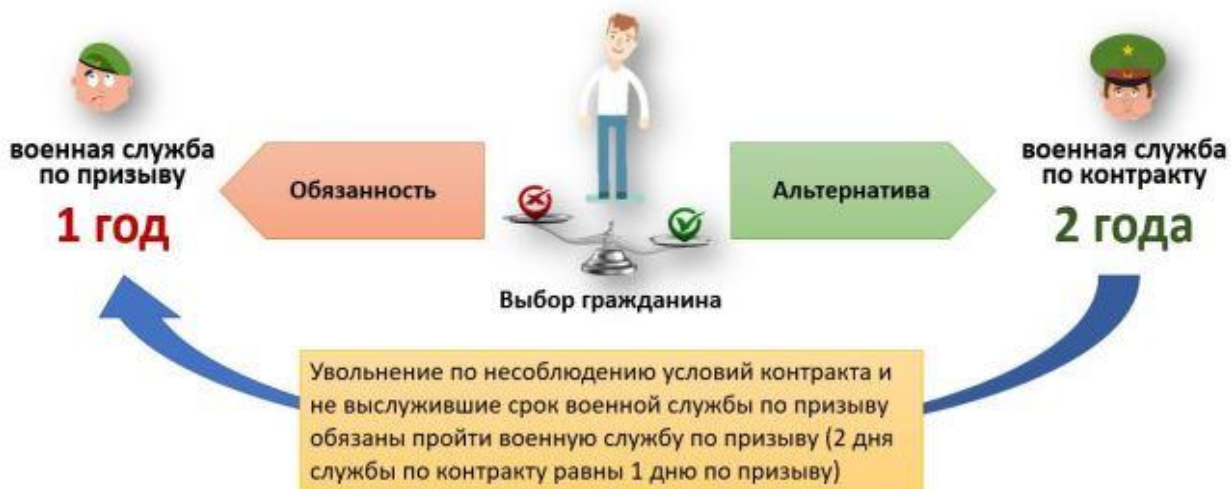 военная служба
по призыву
1 год
Обязанность
Выбор гражданина
Альтернатива
военная служба
по контракту
2 года
Увольнение по несоблюдению условий контракта и
не выслужившие срок военной службы по призыву
обязаны пройти военную службу по призыву (2 дня
службы по контракту равны 1 дню по призыву)